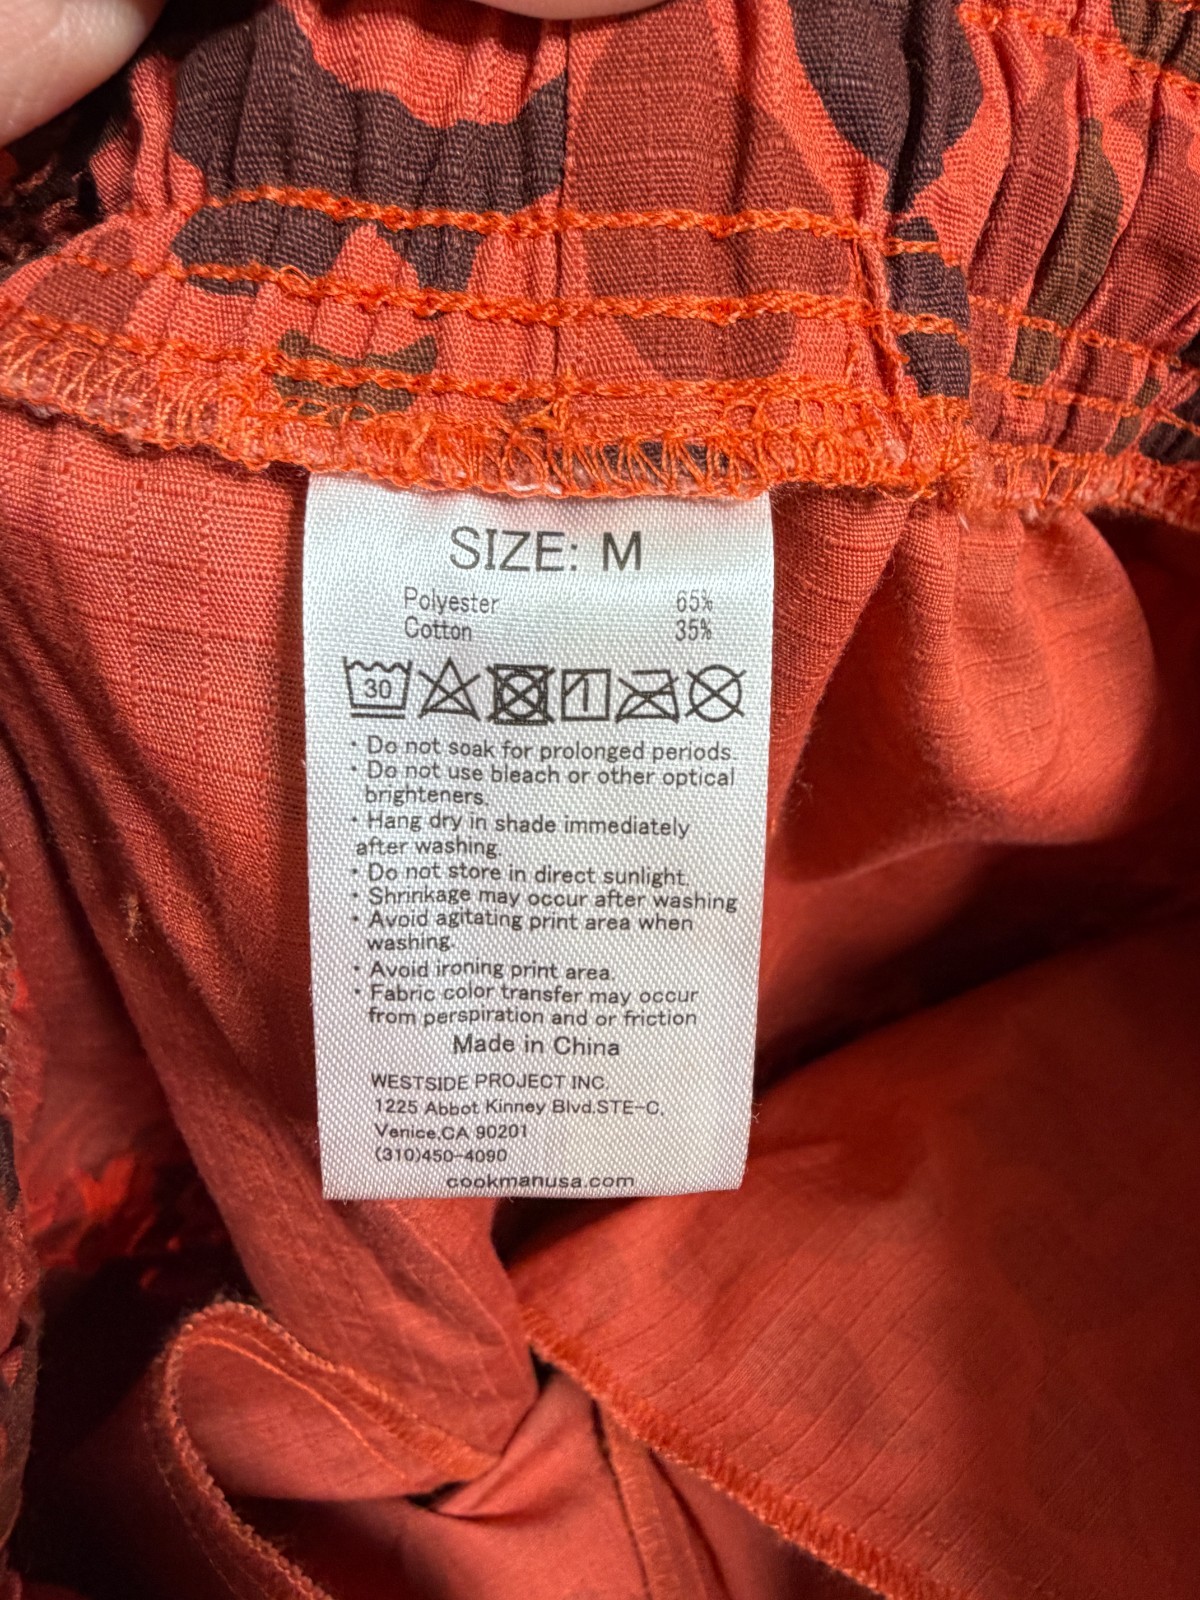 SIZE: M
Polyester 65%
Cotton 35%
30
· Do not soak for prolonged periods.
· Do not use bleach or other optical
brighteners.
· Hang dry in shade immediately
after washing.
· Do not store in direct sunlight.
· Shrinkage may occur after washing
· Avoid agitating print area when
washing.
· Avoid ironing print area.
· Fabric color transfer may occur
from perspiration and or friction
Made in China
WESTSIDE PROJECT INC.
1225 Abbot Kinney Blvd.STE-C,
Venice,CA 90201
(310)450-4090
cookmanusa.com